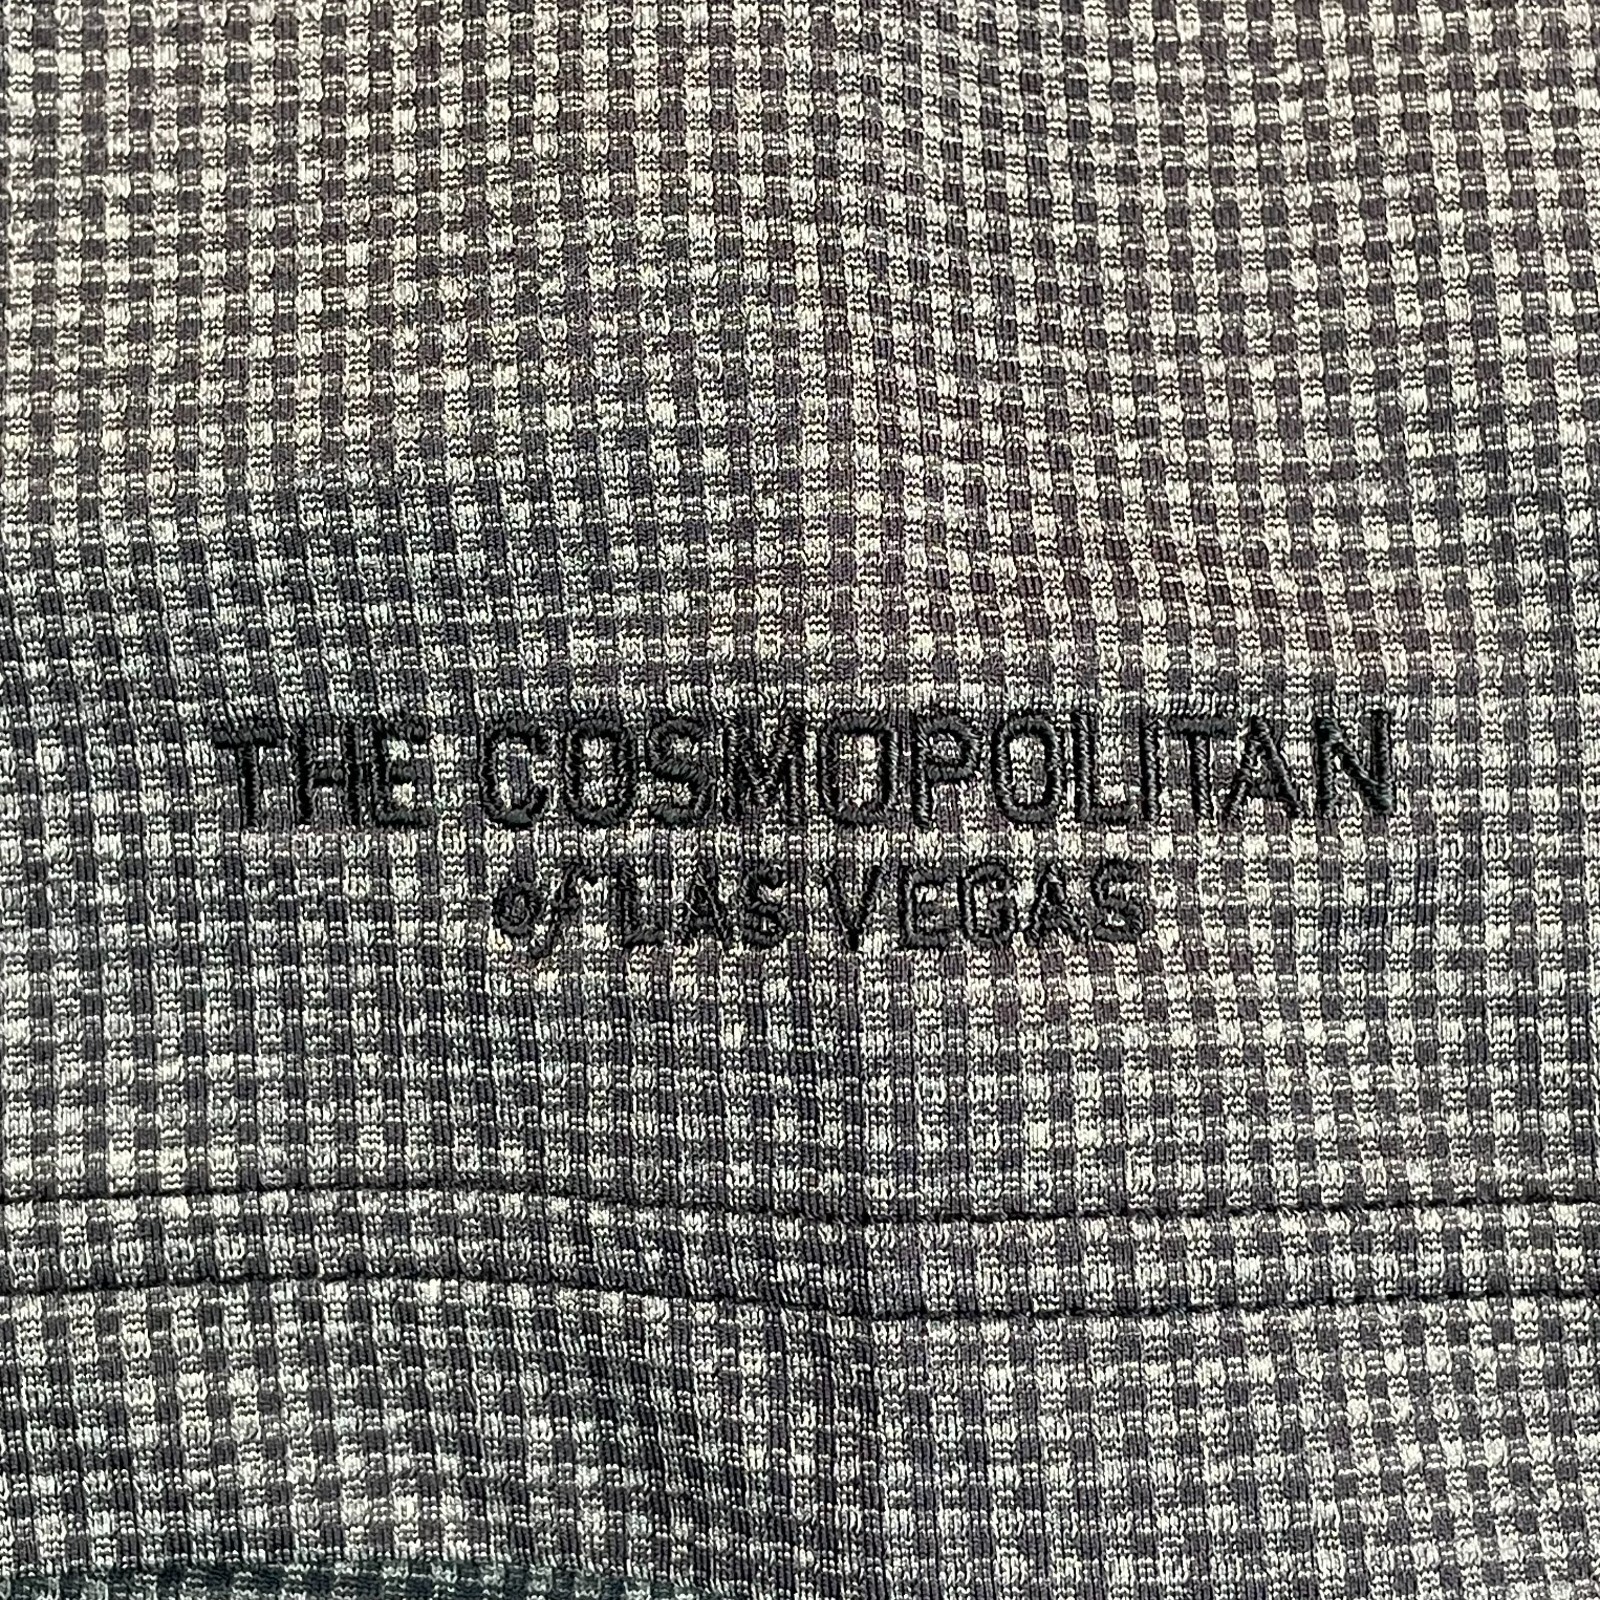 THE COSMOPOLITAN
of LAS VEGAS